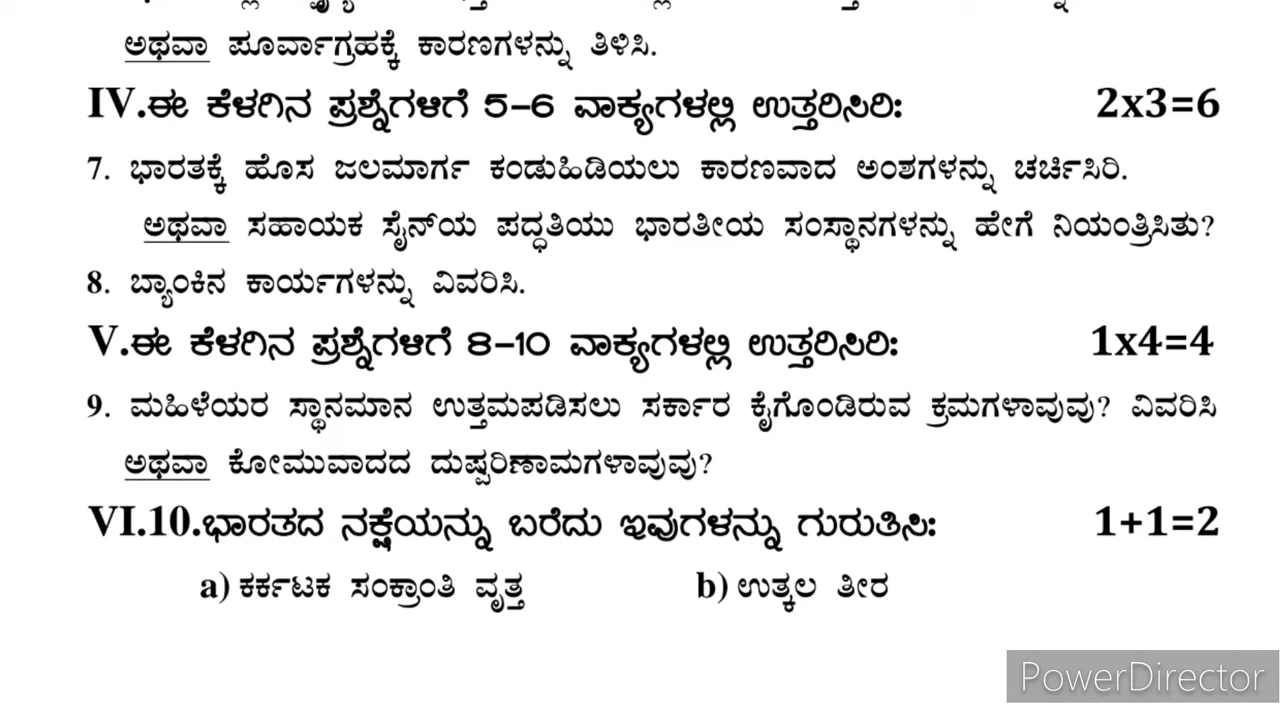 ಅಥವಾ ಪೂರ್ವಾಗ್ರಹಕ್ಕೆ ಕಾರಣಗಳನ್ನು ತಿಳಿಸಿ.
IV.ಈ ಕೆಳಗಿನ ಪ್ರಶ್ನೆಗಳಿಗೆ 5-6 ವಾಕ್ಯಗಳಲ್ಲಿ ಉತ್ತರಿಸಿರಿ: 2x3=6
7. ಭಾರತಕ್ಕೆ ಹೊಸ ಜಲಮಾರ್ಗ ಕಂಡುಹಿಡಿಯಲು ಕಾರಣವಾದ ಅಂಶಗಳನ್ನು ಚರ್ಚಿಸಿರಿ.
ಅಥವಾ ಸಹಾಯಕ ಸೈನ್‌ಯ ಪದ್ಧತಿಯು ಭಾರತೀಯ ಸಂಸ್ಥಾನಗಳನ್ನು ಹೇಗೆ ನಿಯಂತ್ರಿಸಿತು?
8. ಬ್ಯಾಂಕಿನ ಕಾರ್ಯಗಳನ್ನು ವಿವರಿಸಿ.
V.ಈ ಕೆಳಗಿನ ಪ್ರಶ್ನೆಗಳಿಗೆ 8-10 ವಾಕ್ಯಗಳಲ್ಲಿ ಉತ್ತರಿಸಿರಿ: 1x4=4
9. ಮಹಿಳೆಯರ ಸ್ಥಾನಮಾನ ಉತ್ತಮಪಡಿಸಲು ಸರ್ಕಾರ ಕೈಗೊಂಡಿರುವ ಕ್ರಮಗಳಾವುವು? ವಿವರಿಸಿ
ಅಥವಾ ಕೋಮುವಾದದ ದುಷ್ಪರಿಣಾಮಗಳಾವುವು?
VI.10.ಭಾರತದ ನಕ್ಷೆಯನ್ನು ಬರೆದು ಇವುಗಳನ್ನು ಗುರುತಿಸಿ: 1+1=2
a) ಕರ್ಕಟಕ ಸಂಕ್ರಾಂತಿ ವೃತ್ತ b) ಉತ್ಕಲ ತೀರ
PowerDirector